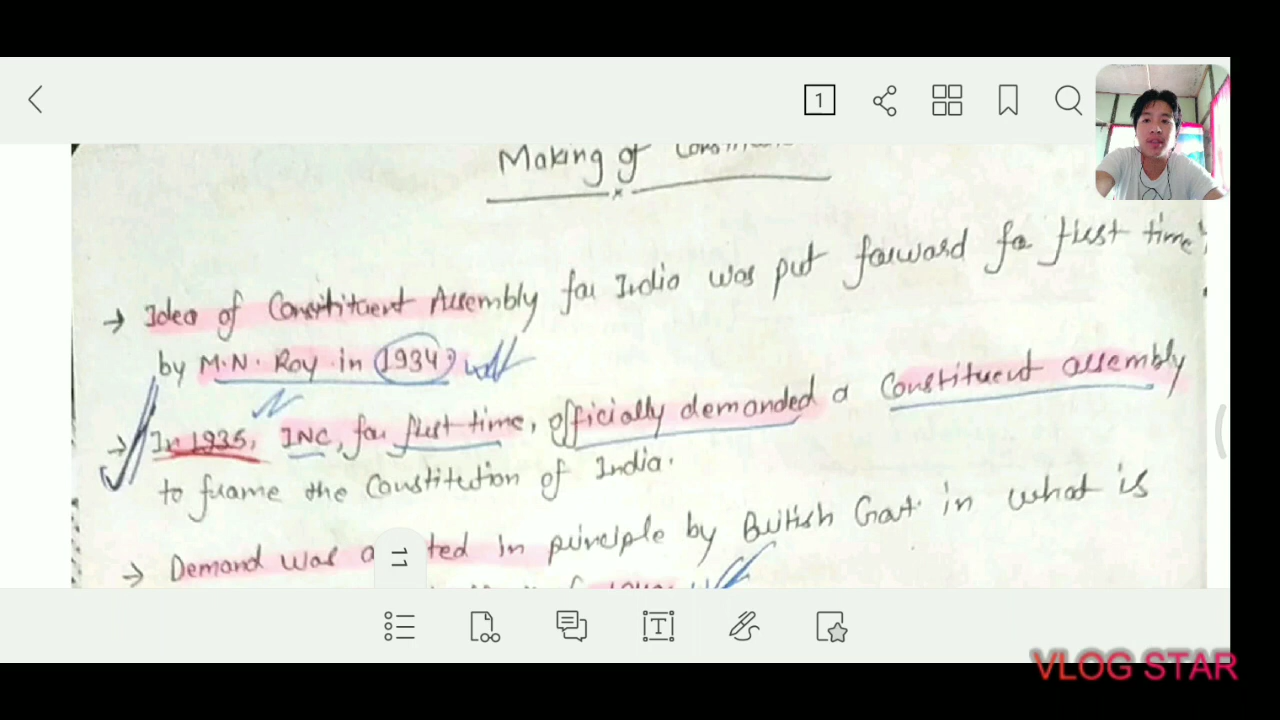 1
Making of
Idea of Constituent Assembly for India was put forward for first time
by M.N. Roy in 1934
In 1935, INC, for first time, officially demanded a Constituent assembly
to frame the Constitution of India.
Demand was a ted in principle by British Govt. in what is
11
T
VLOG STAR